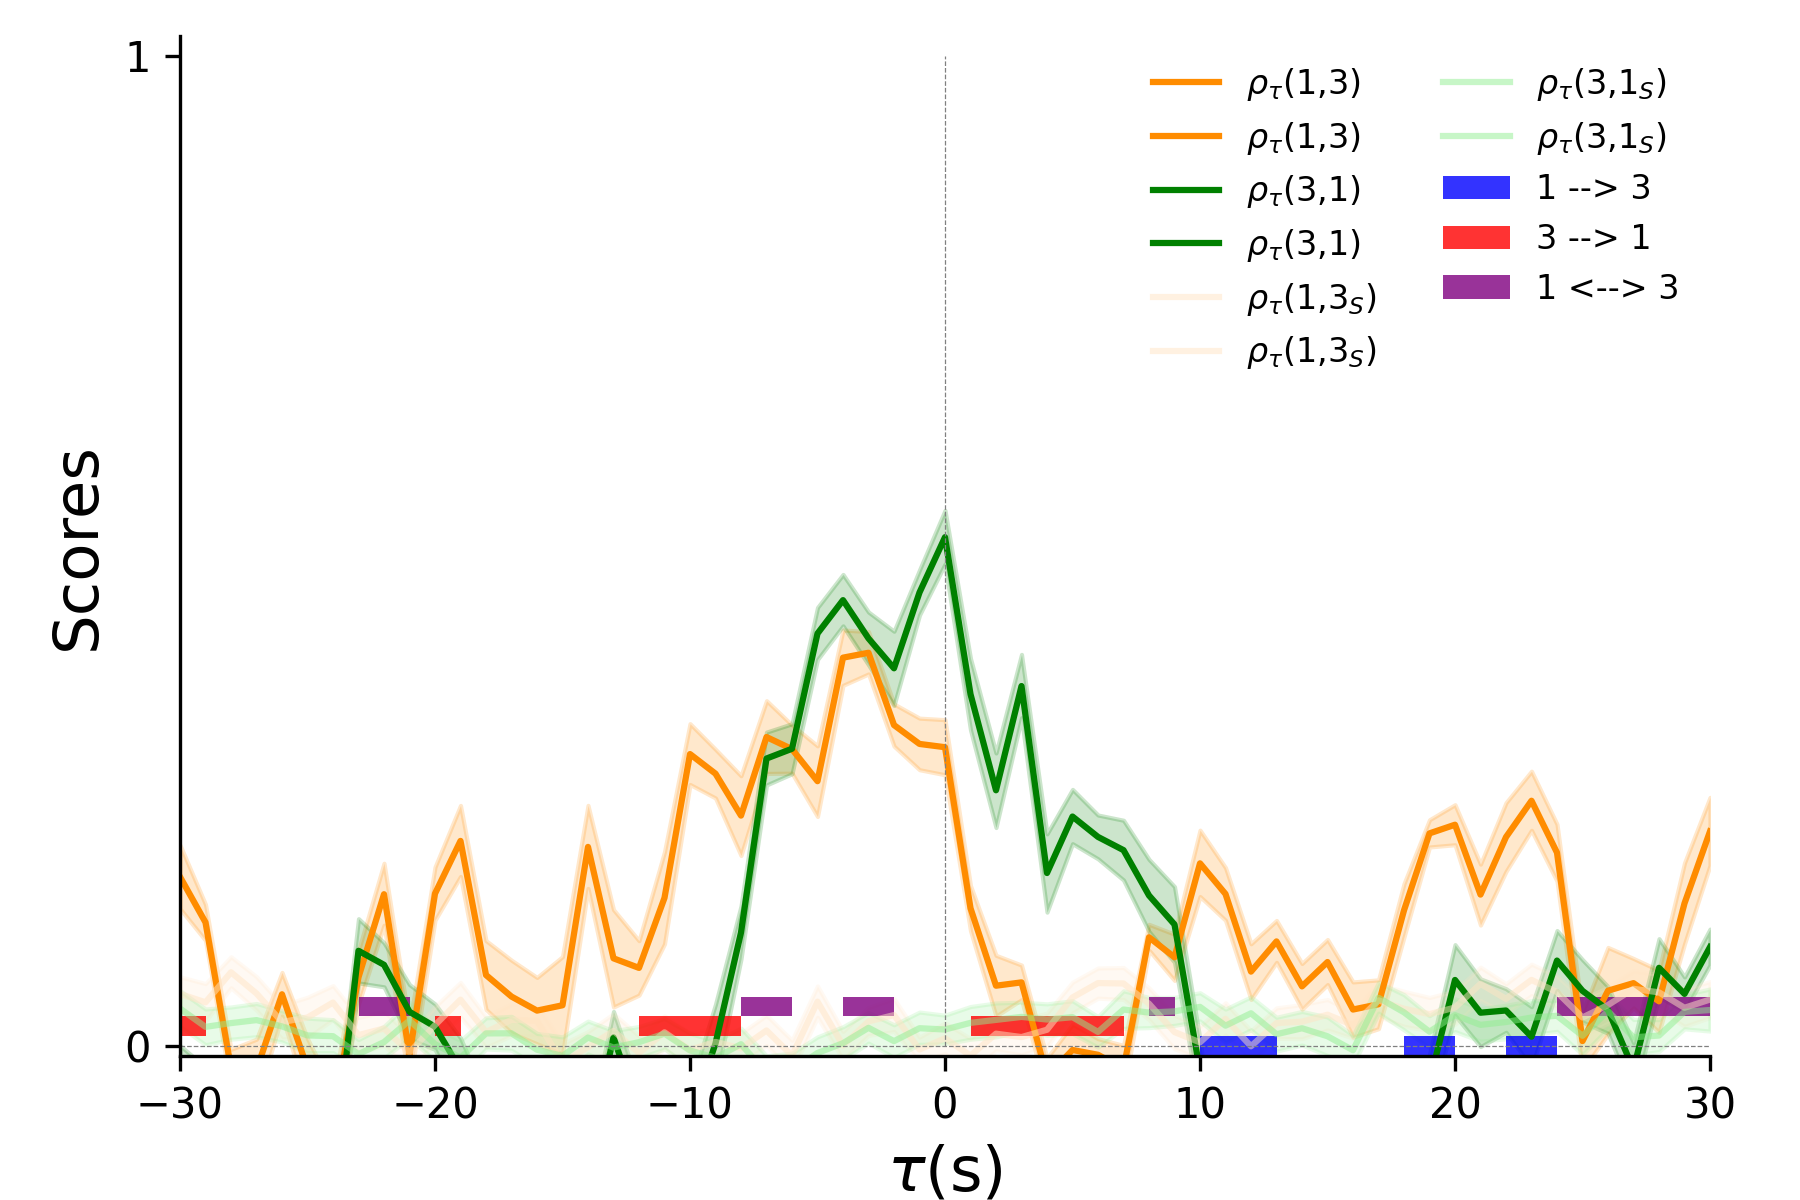 1
ρτ(1,3)
ρτ(1,3)
ρτ(3,1)
ρτ(3,1)
ρτ(1,3S)
ρτ(1,3S)
ρτ(3,1S)
ρτ(3,1S)
1 --> 3
3 --> 1
1 <--> 3
Scores
0
−30 −20 −10 0 10 20 30
τ(s)